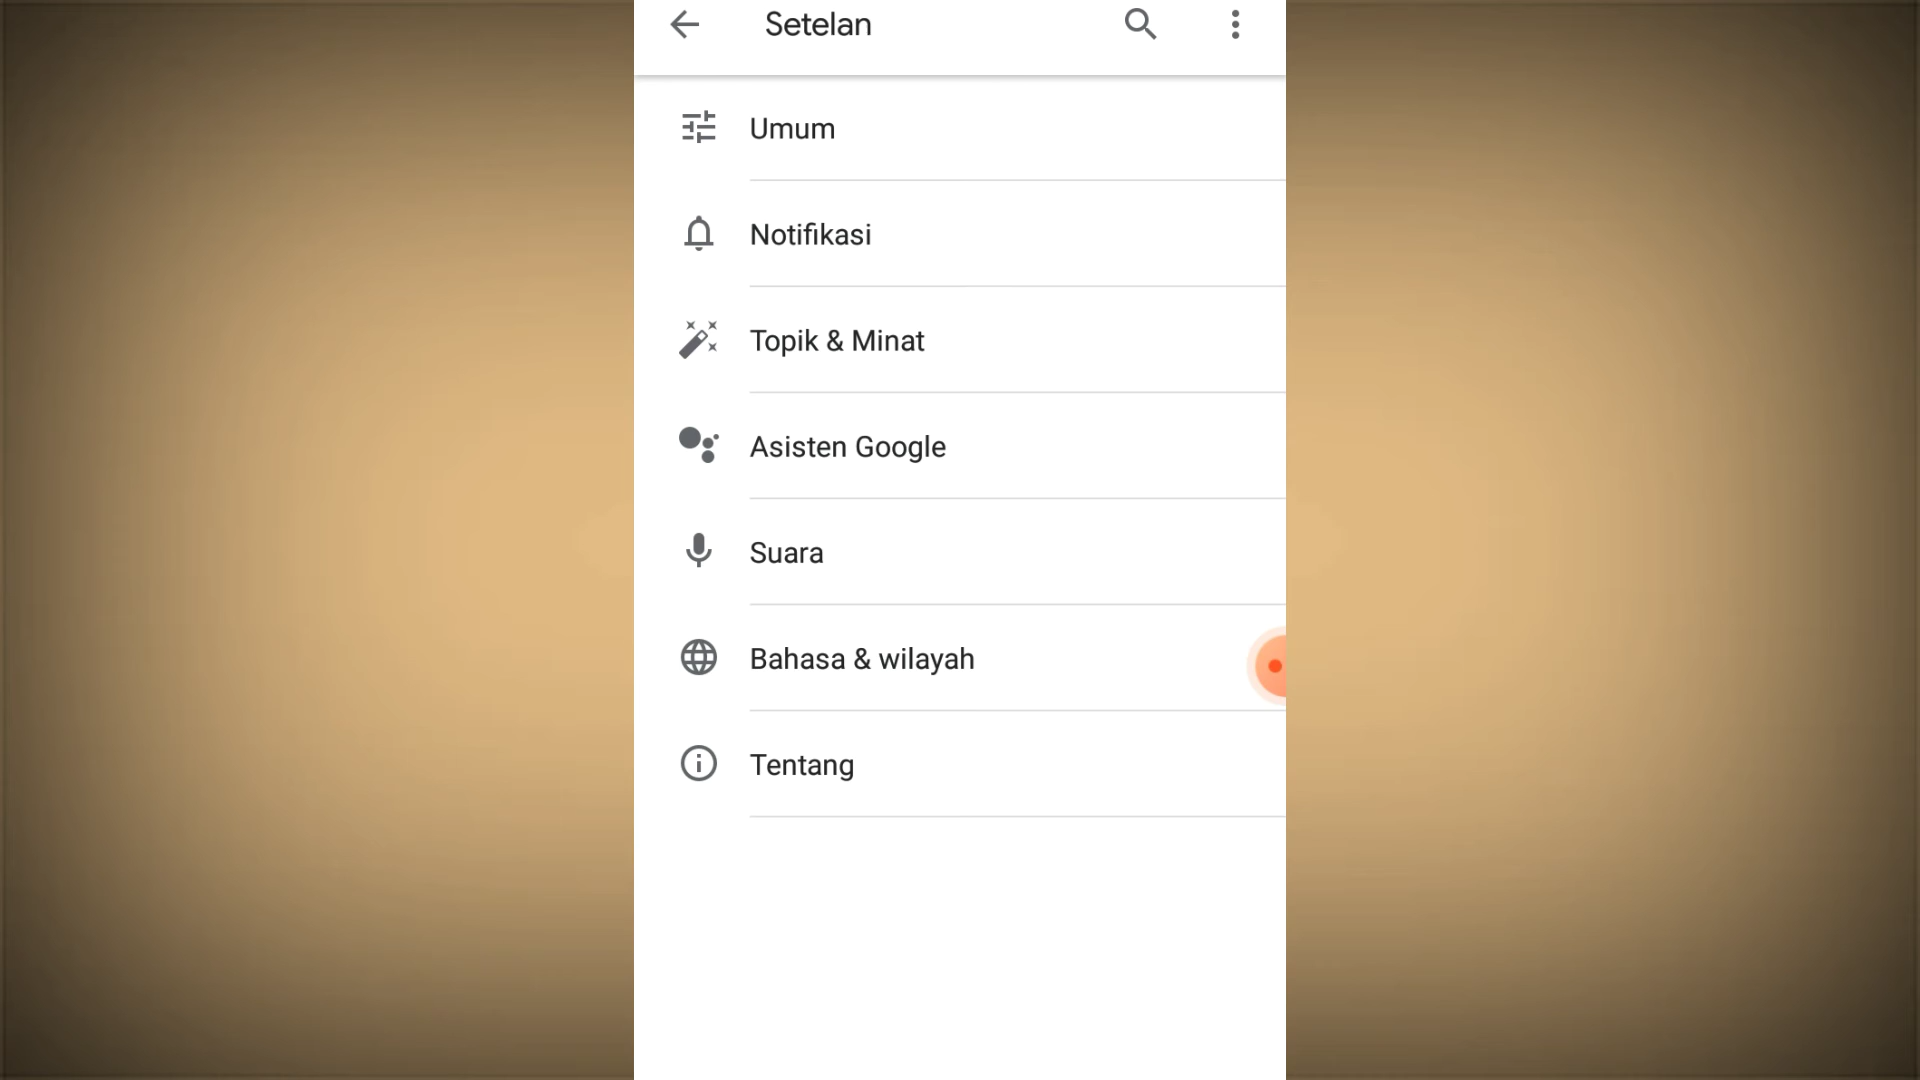 Setelan
Umum
Notifikasi
Topik & Minat
Asisten Google
Suara
Bahasa & wilayah
Tentang